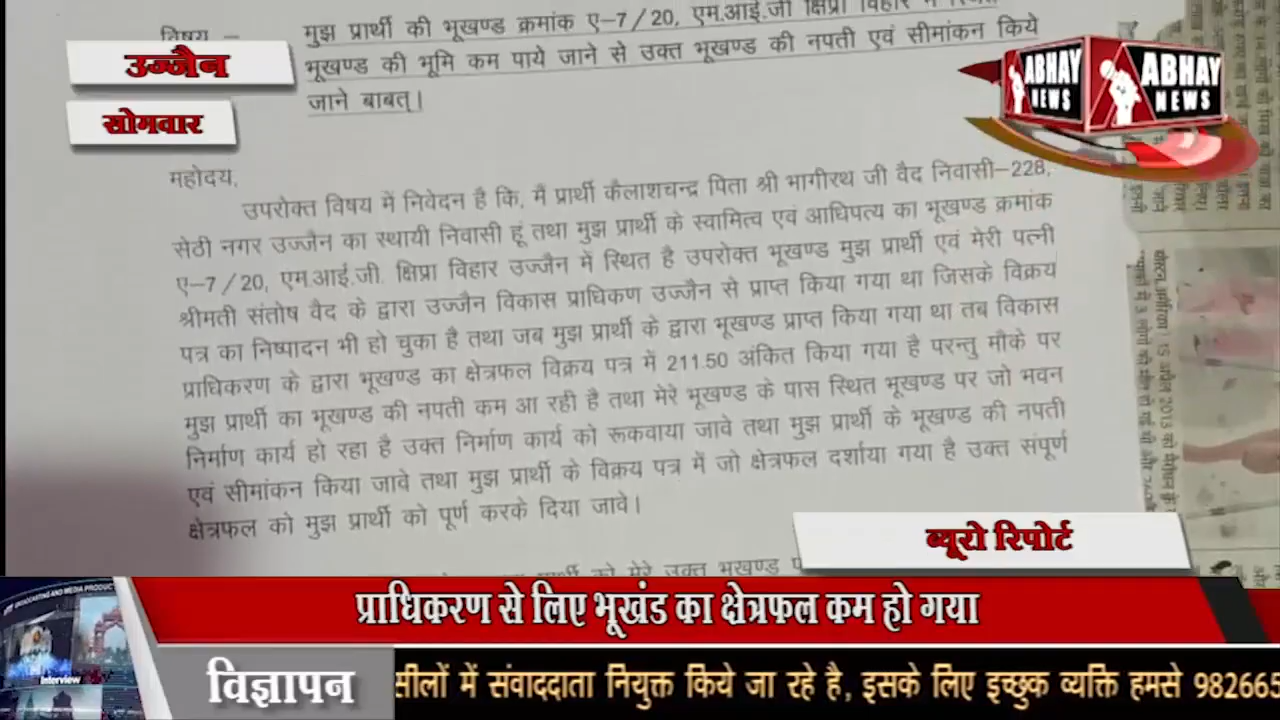 विषय –
मुझ प्रार्थी की भूखण्ड क्रमांक ए-7/20, एम.आई.जी क्षिप्रा विहार में स्थित
भूखण्ड की भूमि कम पाये जाने से उक्त भूखण्ड की नपती एवं सीमांकन किये
जाने बाबत्।
उज्जैन
सोमवार
ABHAY NEWS
ABHAY NEWS
महोदय,
उपरोक्त विषय में निवेदन है कि, मै प्रार्थी कैलाशचन्द्र पिता श्री भागीरथ जी वैद निवासी-228,
सेठी नगर उज्जैन का स्थायी निवासी हूं तथा मुझ प्रार्थी के स्वामित्व एवं आधिपत्य का भूखण्ड क्रमांक
ए-7/20, एम.आई.जी. क्षिप्रा विहार उज्जैन में स्थित है उपरोक्त भूखण्ड मुझ प्रार्थी एवं मेरी पत्नी
श्रीमती संतोष वैद के द्वारा उज्जैन विकास प्राधिकण उज्जैन से प्राप्त किया गया था जिसके विक्रय
पत्र का निष्पादन भी हो चुका है तथा जब मुझ प्रार्थी के द्वारा भूखण्ड प्राप्त किया गया था तब विकास
प्राधिकरण के द्वारा भूखण्ड का क्षेत्रफल विक्रय पत्र में 211.50 अंकित किया गया है परन्तु मौके पर
मुझ प्रार्थी का भूखण्ड की नपती कम आ रही है तथा मेरे भूखण्ड के पास स्थित भूखण्ड पर जो भवन
निर्माण कार्य हो रहा है उक्त निर्माण कार्य को रूकवाया जावे तथा मुझ प्रार्थी के भूखण्ड की नपती
एवं सीमांकन किया जावे तथा मुझ प्रार्थी के विक्रय पत्र में जो क्षेत्रफल दर्शाया गया है उक्त संपूर्ण
क्षेत्रफल को मुझ प्रार्थी को पूर्ण करके दिया जावे।
को मेरे उक्त भूखण्ड
ब्यूरो रिपोर्ट
प्राधिकरण से लिए भूखंड का क्षेत्रफल कम हो गया
Interview
विज्ञापन
सीलों में संवाददाता नियुक्त किये जा रहे है, इसके लिए इच्छुक व्यक्ति हमसे 982665